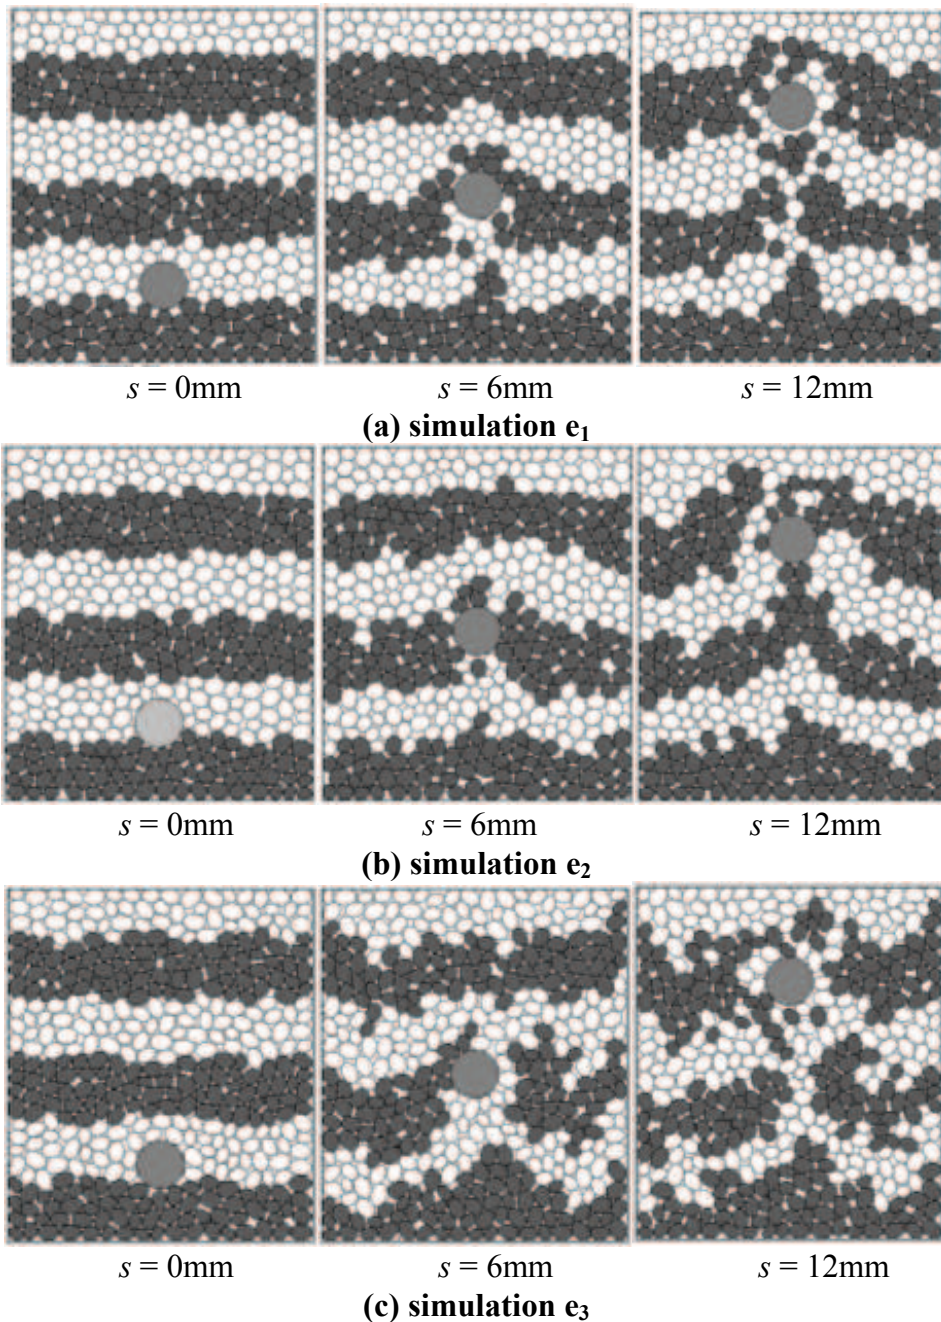 s = 0mm s = 6mm s = 12mm
(a) simulation e₁
s = 0mm s = 6mm s = 12mm
(b) simulation e₂
s = 0mm s = 6mm s = 12mm
(c) simulation e₃